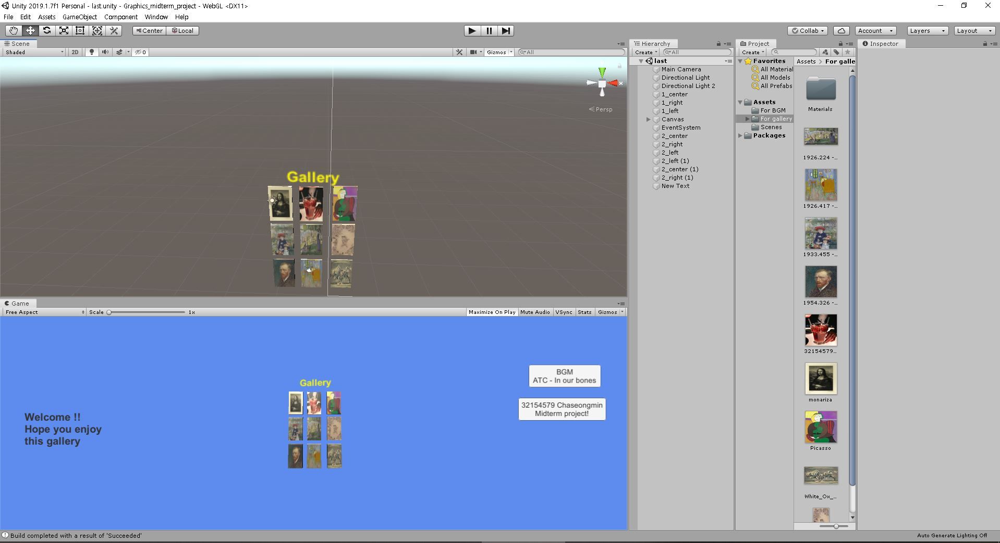 Unity 2019.1.7f1 Personal - last.unity - Graphics_midterm_project - WebGL <DX11>
File Edit Assets GameObject Component Window Help
Center Local
Collab Account Layers Layout
Scene
Shaded 2D 0 Gizmos All
Persp
Gallery
Game
Free Aspect Scale 1x Maximize On Play Mute Audio VSync Stats Gizmos
Gallery
Welcome !!
Hope you enjoy
this gallery
BGM
ATC - In our bones
32154579 Chaseongmin
Midterm project!
Hierarchy
Create All
last
Main Camera
Directional Light
Directional Light 2
1_center
1_right
1_left
Canvas
EventSystem
2_center
2_right
2_left
2_left (1)
2_center (1)
2_right (1)
New Text
Project
Create
Favorites
All Material
All Models
All Prefabs
Assets
For BGM
For gallery
Scenes
Packages
Assets > For galle
Materials
1926.224 -...
1926.417 -...
1933.455 -...
1954.326 -...
32154579...
monariza
Picasso
White_Ox_...
Inspector
x
Build completed with a result of 'Succeeded'
Auto Generate Lighting Off